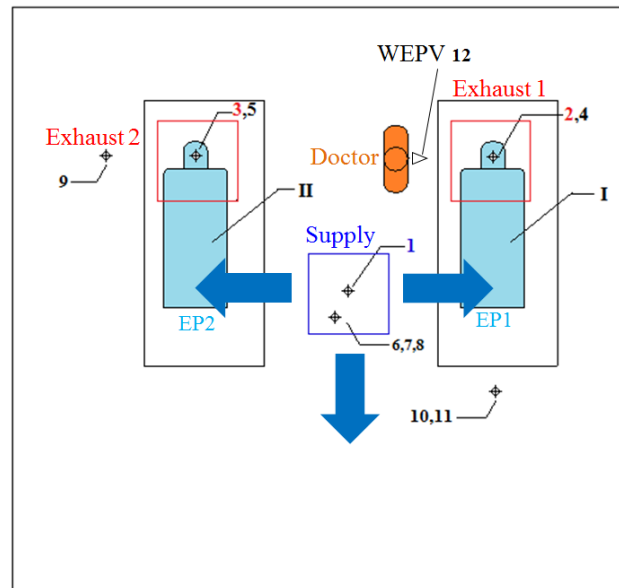 WEPV 12
Exhaust 1
3,5
2,4
Exhaust 2
Doctor
9
II
I
Supply
1
EP2
EP1
6,7,8
10,11